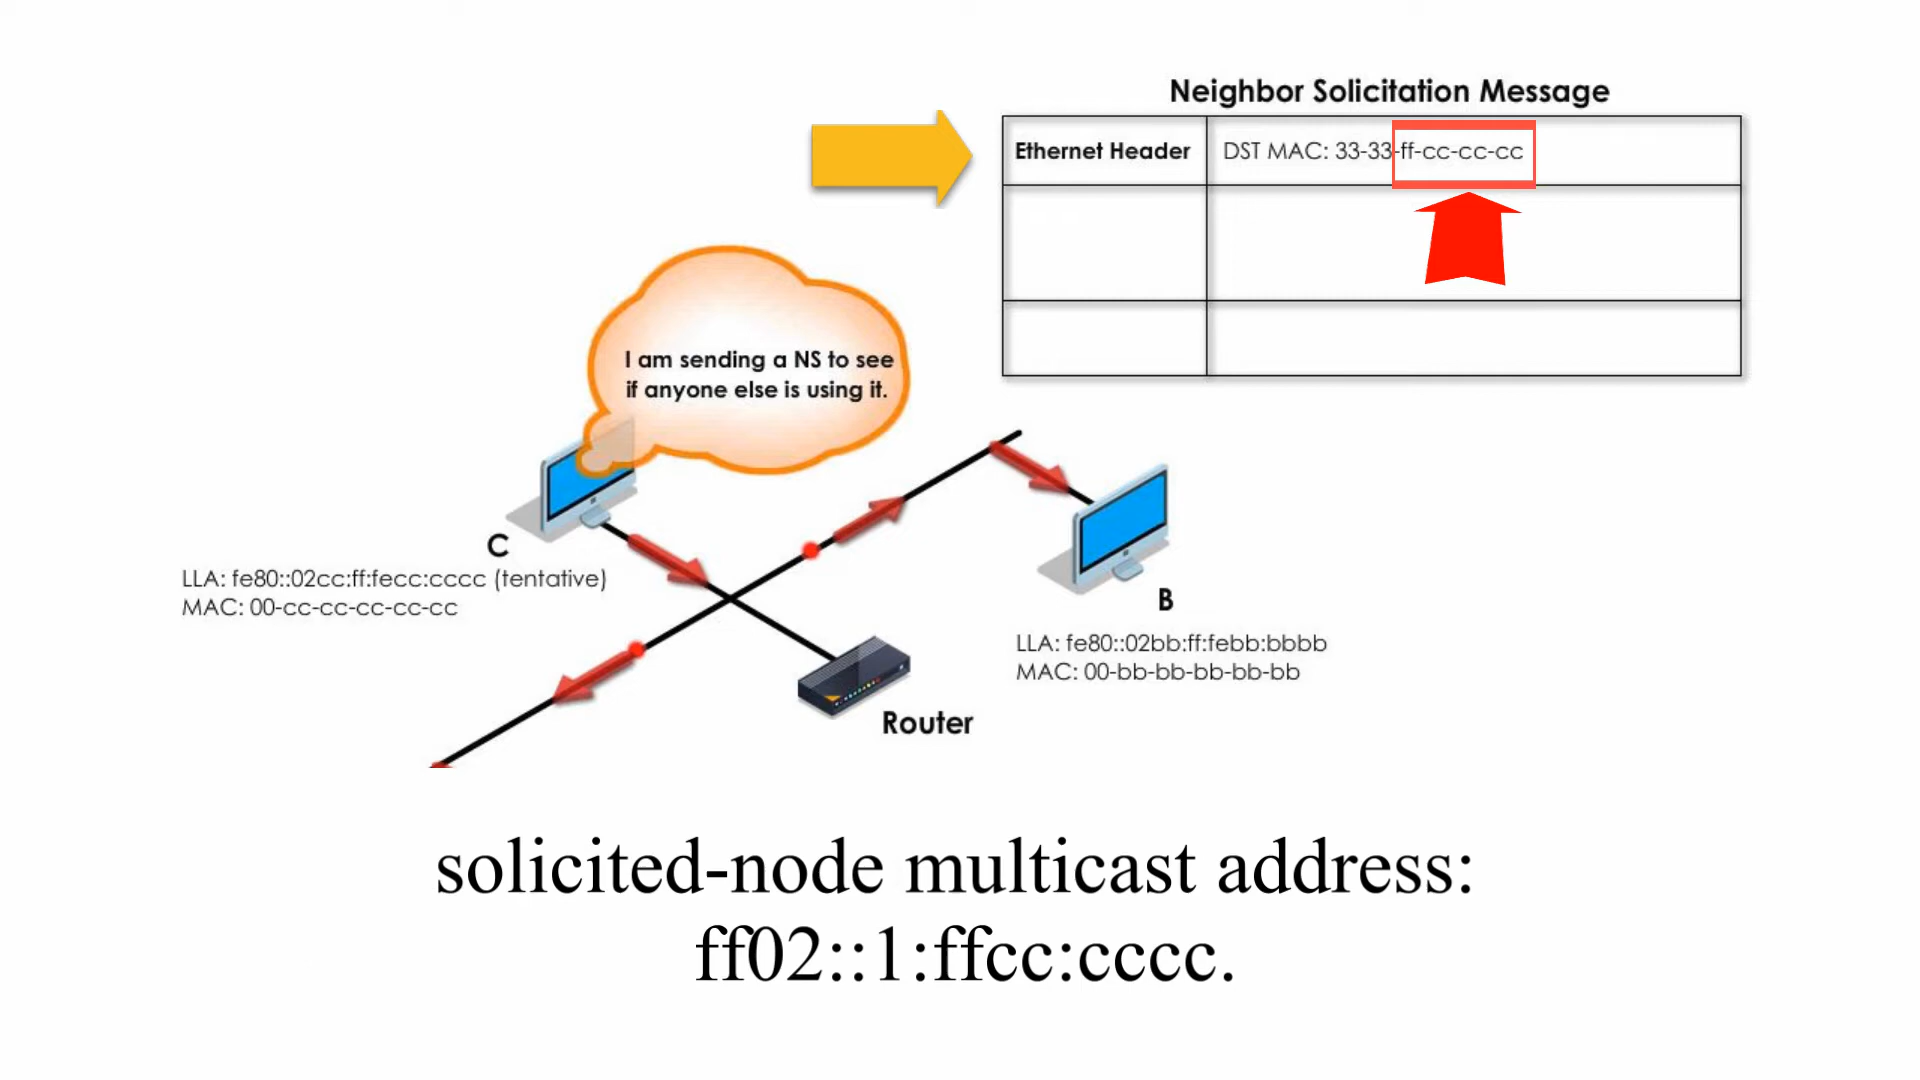 Neighbor Solicitation Message
Ethernet Header
DST MAC: 33-33-ff-cc-cc-cc
I am sending a NS to see
if anyone else is using it.
C
LLA: fe80::02cc:ff:fecc:cccc (tentative)
MAC: 00-cc-cc-cc-cc-cc
B
LLA: fe80::02bb:ff:febb:bbbb
MAC: 00-bb-bb-bb-bb-bb
Router
solicited-node multicast address:
ff02::1:ffcc:cccc.